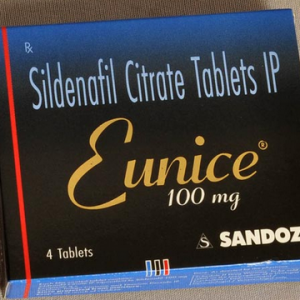 Rx
Sildenafil Citrate Tablets IP
Eunice®
100 mg
4 Tablets
S SANDOZ